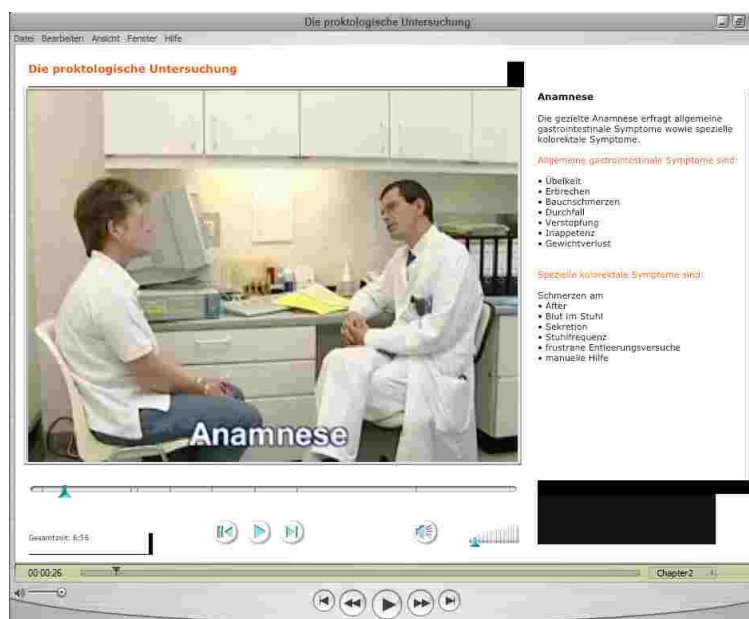 Die proktologische Untersuchung
Datei Bearbeiten Ansicht Fenster Hilfe
Die proktologische Untersuchung
Anamnese
Die gezielte Anamnese erfragt allgemeine
gastrointestinale Symptome wowie spezielle
kolorektale Symptome.
Allgemeine gastrointestinale Symptome sind:
• Übelkeit
• Erbrechen
• Bauchschmerzen
• Durchfall
• Verstopfung
• Inappetenz
• Gewichtverlust
Spezielle kolorektale Symptome sind:
Schmerzen am
• After
• Blut im Stuhl
• Sekretion
• Stuhlfrequenz
• frustrane Entleerungsversuche
• manuelle Hilfe
Anamnese
Gesamtzeit: 6:56
00:00:26
Chapter2